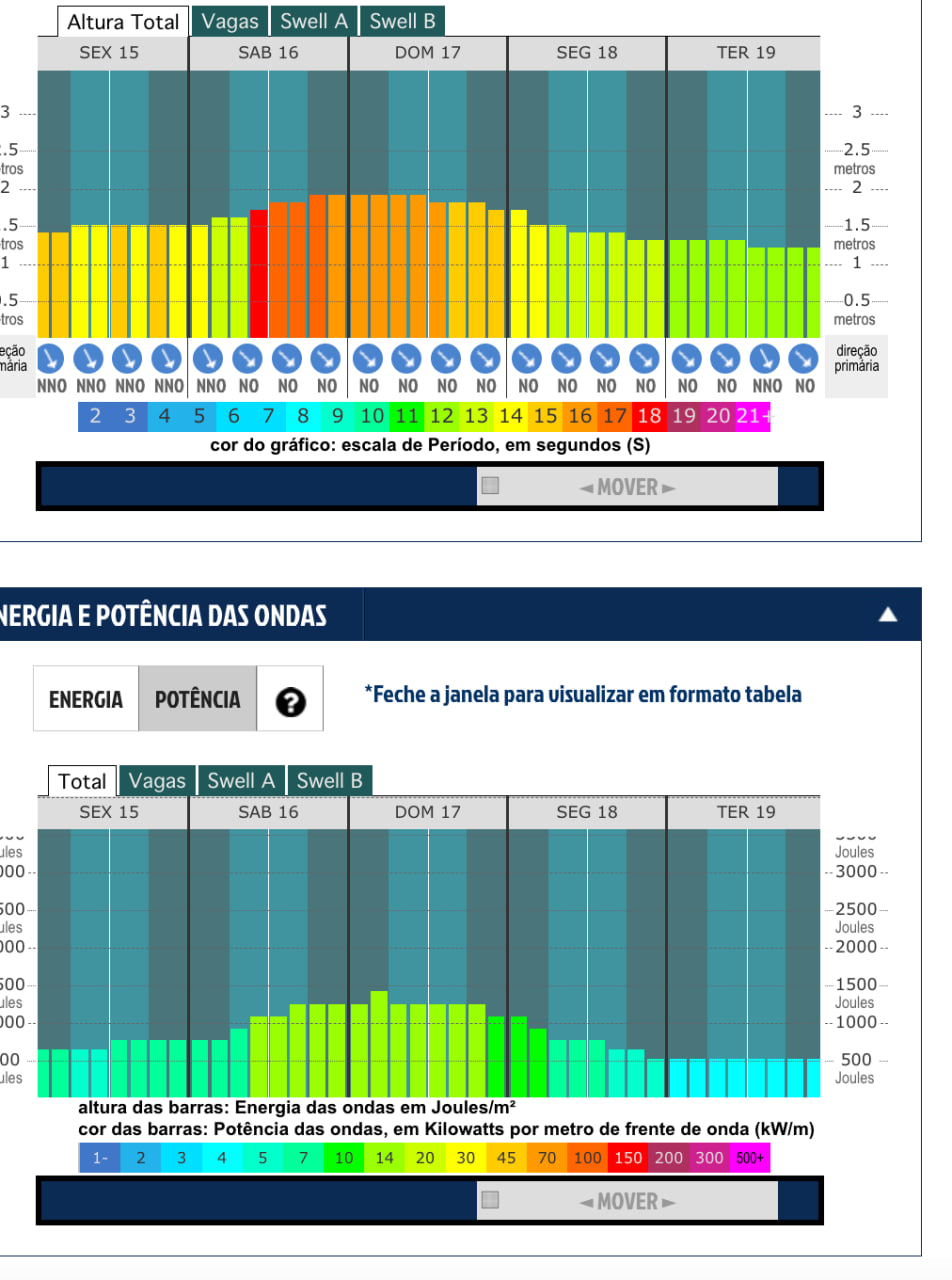 Altura Total Vagas Swell A Swell B
SEX 15 SAB 16 DOM 17 SEG 18 TER 19
3 3
.5 2.5
tros metros
2 2
.5 1.5
tros metros
1 1
0.5 0.5
tros metros
eção direção
mária primária
NNO NNO NNO NNO NNO NO NO NO NO NO NO NO NO NO NO NO NO NO NNO NO
2 3 4 5 6 7 8 9 10 11 12 13 14 15 16 17 18 19 20 21+
cor do gráfico: escala de Período, em segundos (S)
◄ MOVER ►
NERGIA E POTÊNCIA DAS ONDAS ▲
ENERGIA POTÊNCIA ?
*Feche a janela para visualizar em formato tabela
Total Vagas Swell A Swell B
SEX 15 SAB 16 DOM 17 SEG 18 TER 19
ules Joules
000 3000
500 2500
ules Joules
000 2000
500 1500
ules Joules
000 1000
00 500
ules Joules
altura das barras: Energia das ondas em Joules/m²
cor das barras: Potência das ondas, em Kilowatts por metro de frente de onda (kW/m)
1- 2 3 4 5 7 10 14 20 30 45 70 100 150 200 300 500+
◄ MOVER ►